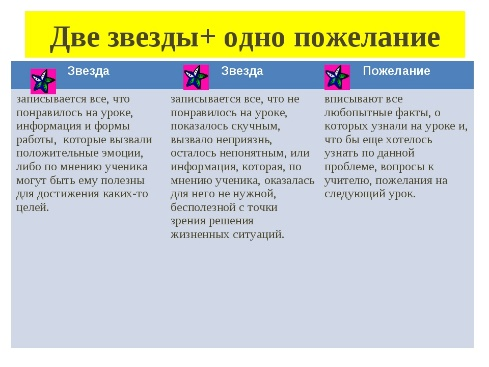 Две звезды+ одно пожелание
Звезда
Звезда
Пожелание
записывается все, что
понравилось на уроке,
информация и формы
работы, которые вызвали
положительные эмоции,
либо по мнению ученика
могут быть ему полезны
для достижения каких-то
целей.
записывается все, что не
понравилось на уроке,
показалось скучным,
вызвало неприязнь,
осталось непонятным, или
информация, которая, по
мнению ученика, оказалась
для него не нужной,
бесполезной с точки
зрения решения
жизненных ситуаций.
вписывают все
любопытные факты, о
которых узнали на уроке и,
что бы еще хотелось
узнать по данной
проблеме, вопросы к
учителю, пожелания на
следующий урок.